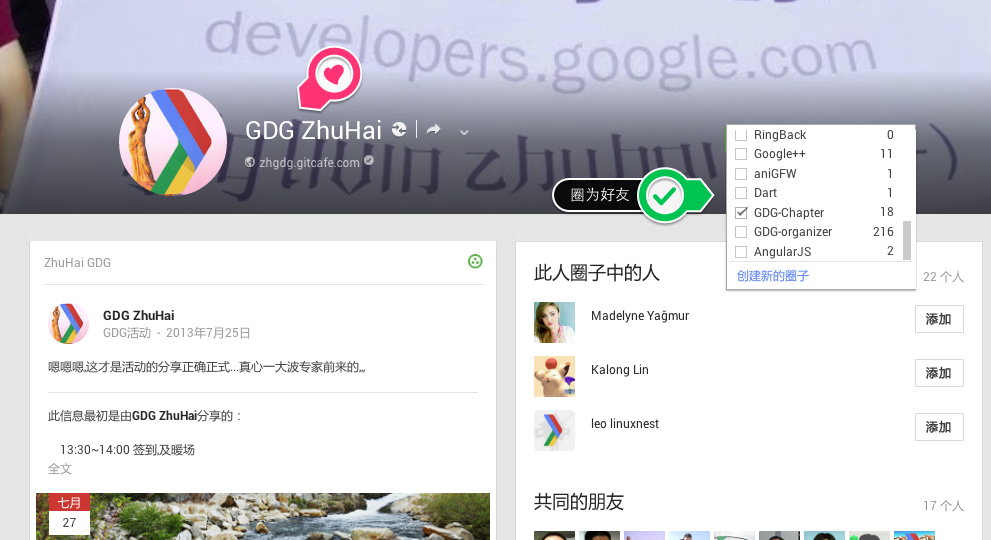 developers.google.com
GDG ZhuHai
zhgdg.gitcafe.com
圈为好友
RingBack 0
Google++ 11
aniGFW 1
Dart 1
GDG-Chapter 18
GDG-organizer 216
AngularJS 2
创建新的圈子
ZhuHai GDG
GDG ZhuHai
GDG活动 - 2013年7月25日
嗯嗯嗯,这才是活动的分享正确正式...真心一大波专家前来的,,,
此信息最初是由GDG ZhuHai分享的：
13:30~14:00 签到,及暖场
全文
七月
27
此人圈子中的人 22 个人
Madelyne Yağmur 添加
Kalong Lin 添加
leo linuxnest 添加
共同的朋友 17 个人